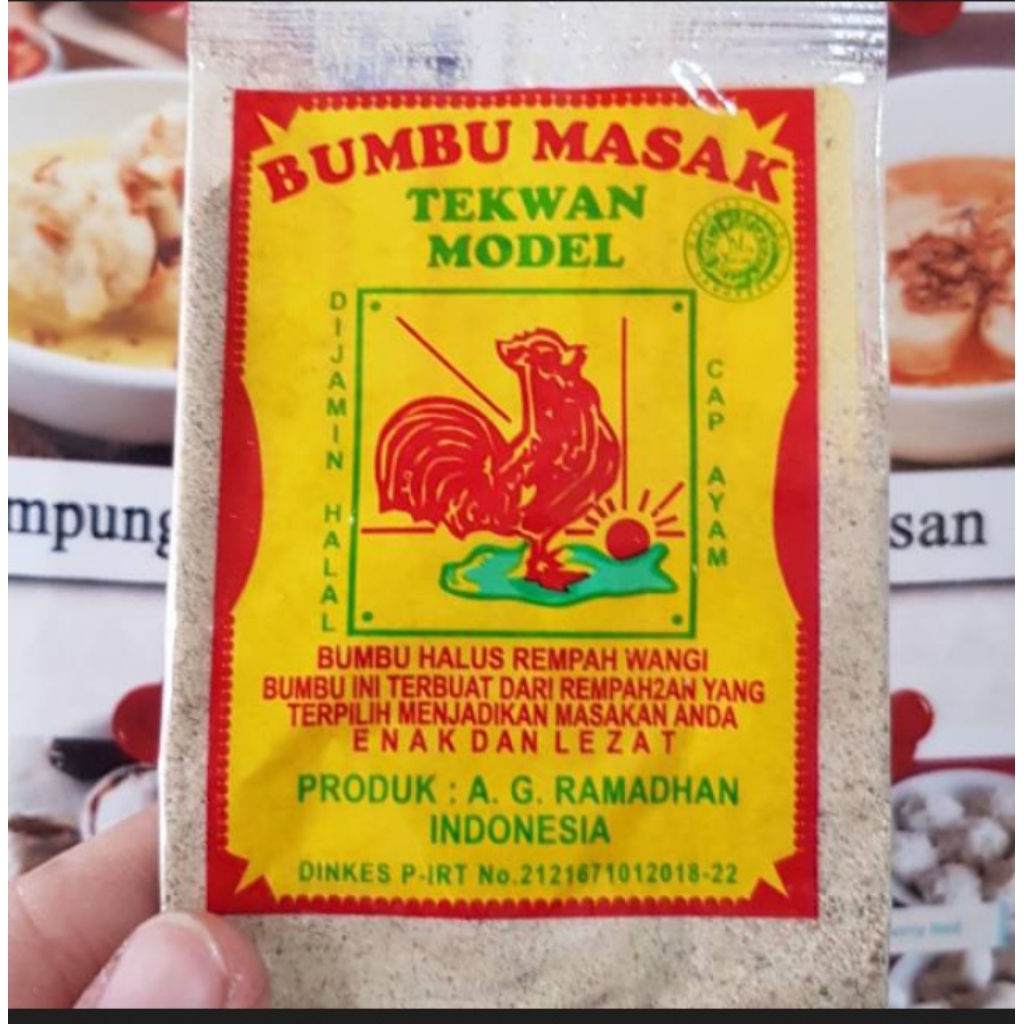 BUMBU MASAK
TEKWAN
MODEL
DIJAMIN HALAL
CAP AYAM
mpung
san
BUMBU HALUS REMPAH WANGI
BUMBU INI TERBUAT DARI REMPAH2AN YANG
TERPILIH MENJADIKAN MASAKAN ANDA
ENAK DAN LEZAT
PRODUK : A. G. RAMADHAN
INDONESIA
DINKES P-IRT No.2121671012018-22